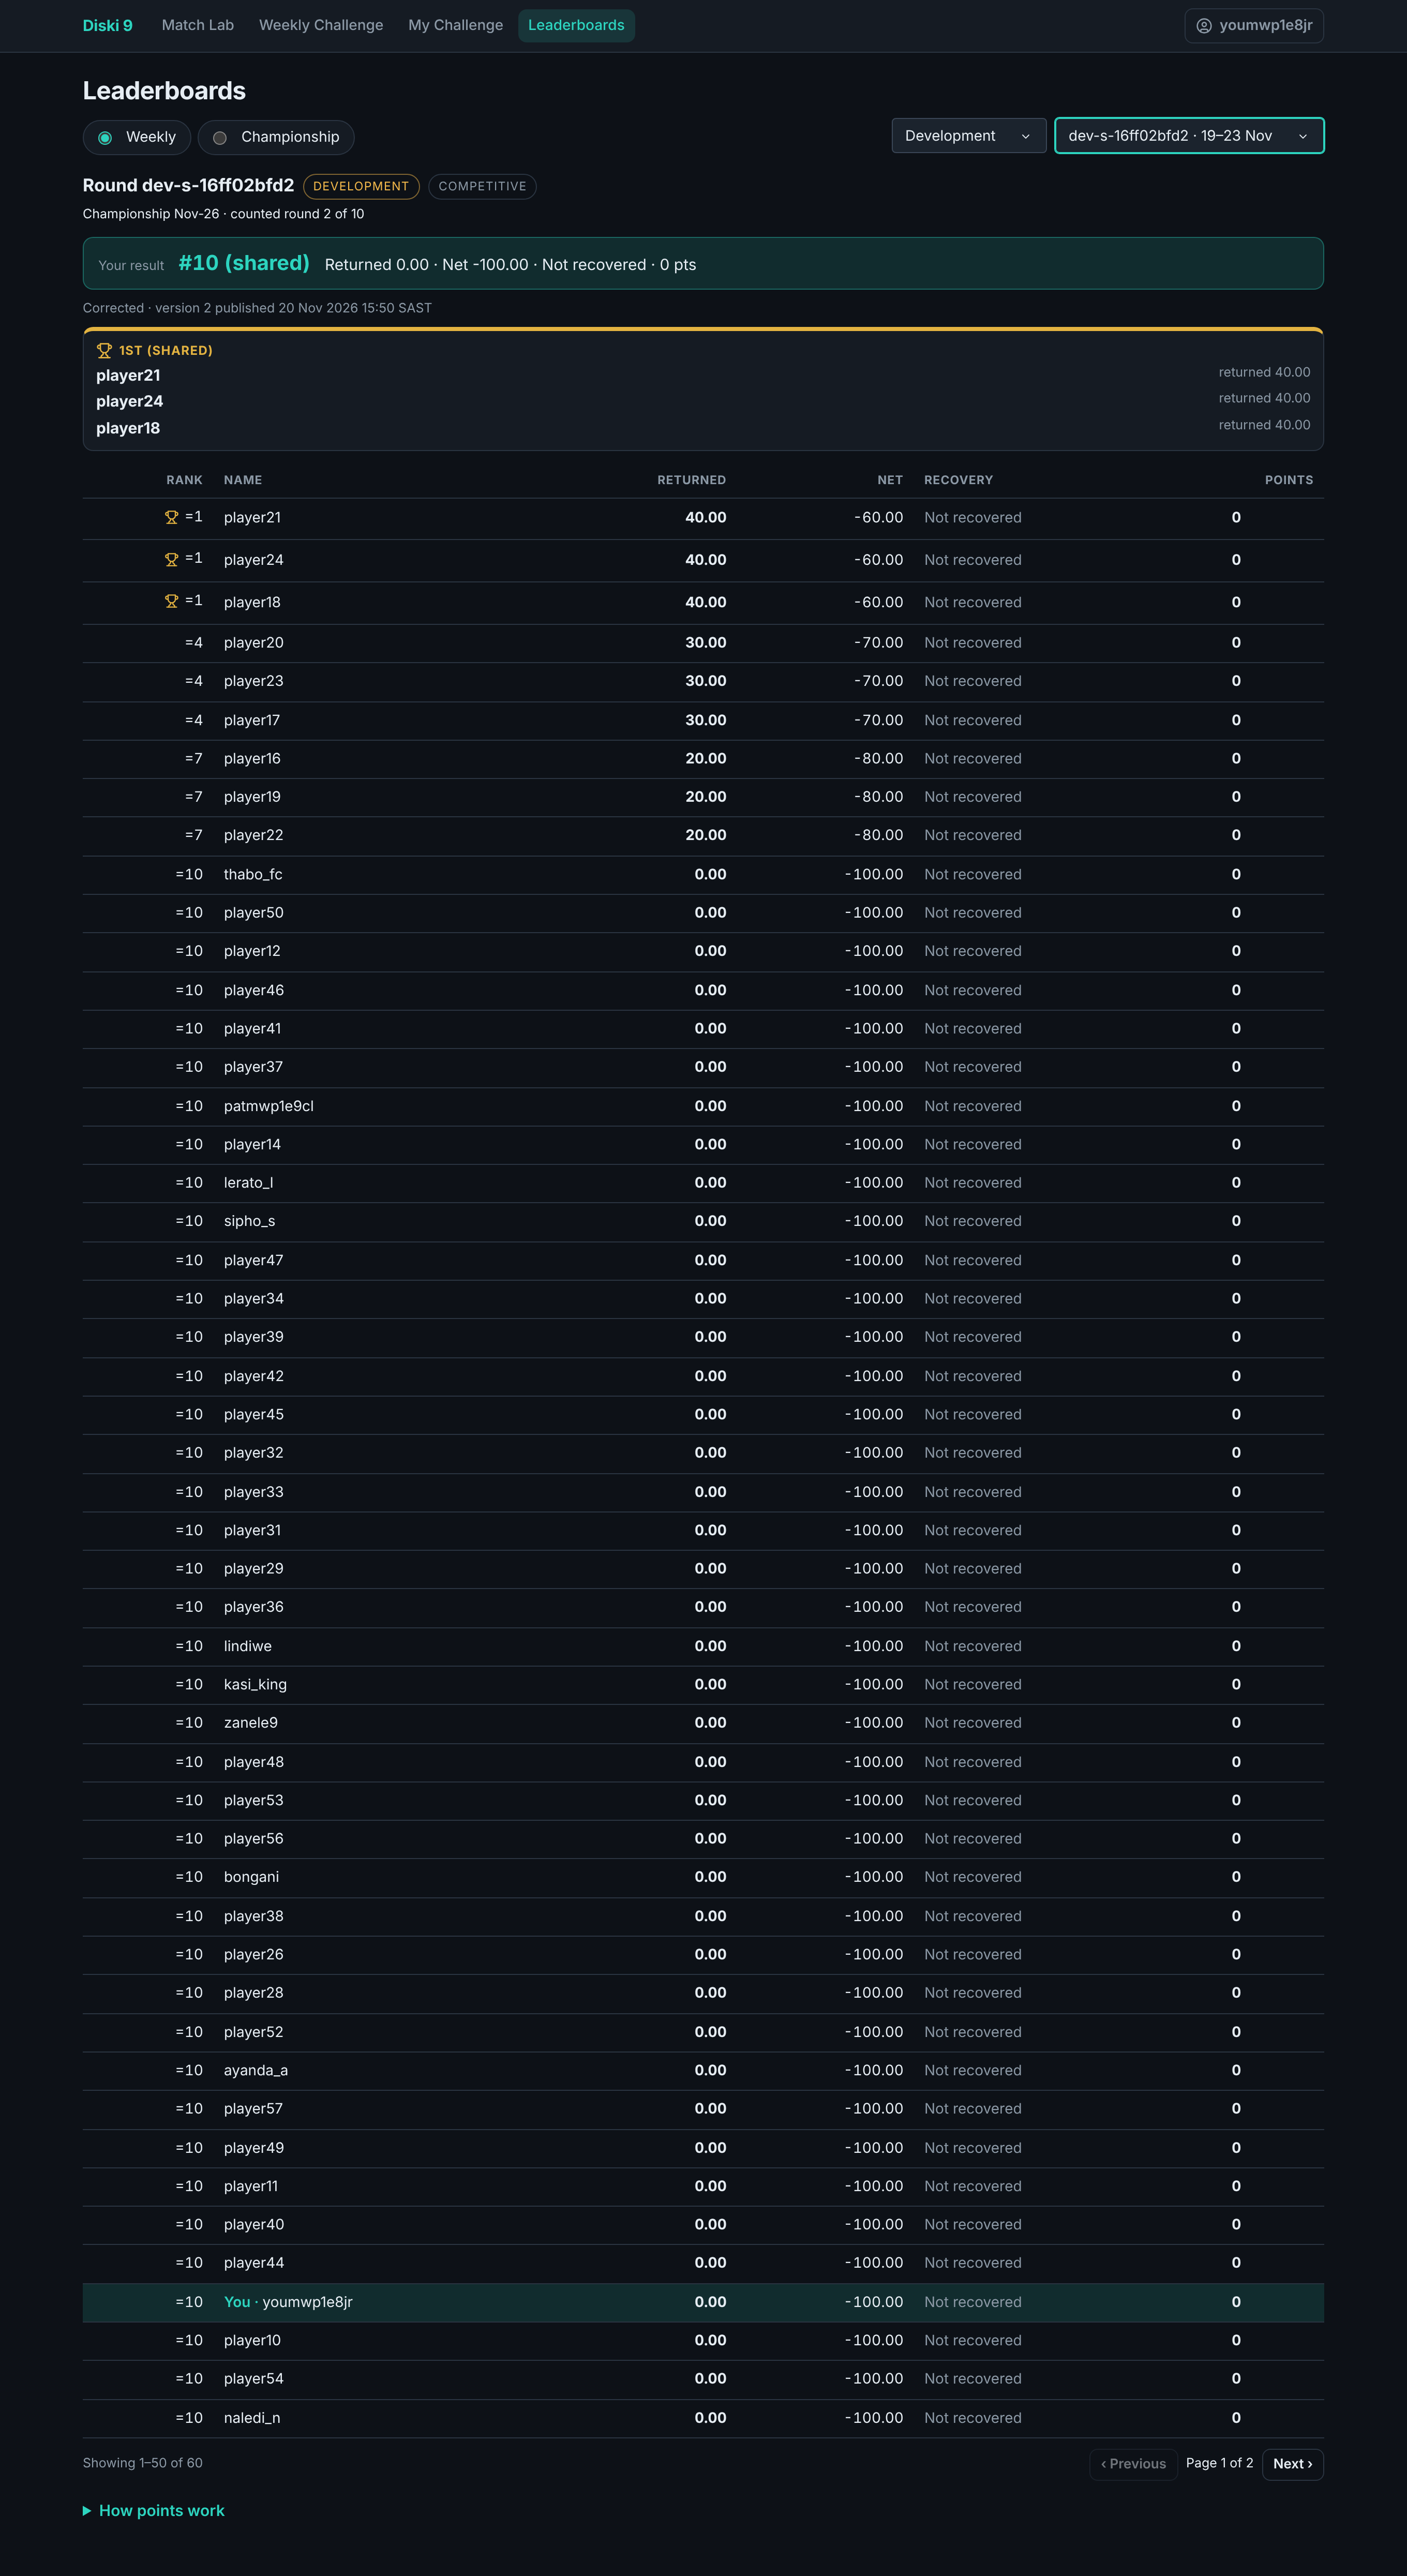 Diski 9 Match Lab Weekly Challenge My Challenge Leaderboards youmwp1e8jr
Leaderboards
Weekly Championship Development dev-s-16ff02bfd2 · 19–23 Nov
Round dev-s-16ff02bfd2 DEVELOPMENT COMPETITIVE
Championship Nov-26 · counted round 2 of 10
Your result #10 (shared) Returned 0.00 · Net -100.00 · Not recovered · 0 pts
Corrected · version 2 published 20 Nov 2026 15:50 SAST
1ST (SHARED)
player21 returned 40.00
player24 returned 40.00
player18 returned 40.00
RANK NAME RETURNED NET RECOVERY POINTS
=1 player21 40.00 -60.00 Not recovered 0
=1 player24 40.00 -60.00 Not recovered 0
=1 player18 40.00 -60.00 Not recovered 0
=4 player20 30.00 -70.00 Not recovered 0
=4 player23 30.00 -70.00 Not recovered 0
=4 player17 30.00 -70.00 Not recovered 0
=7 player16 20.00 -80.00 Not recovered 0
=7 player19 20.00 -80.00 Not recovered 0
=7 player22 20.00 -80.00 Not recovered 0
=10 thabo_fc 0.00 -100.00 Not recovered 0
=10 player50 0.00 -100.00 Not recovered 0
=10 player12 0.00 -100.00 Not recovered 0
=10 player46 0.00 -100.00 Not recovered 0
=10 player41 0.00 -100.00 Not recovered 0
=10 player37 0.00 -100.00 Not recovered 0
=10 patmwp1e9cl 0.00 -100.00 Not recovered 0
=10 player14 0.00 -100.00 Not recovered 0
=10 lerato_l 0.00 -100.00 Not recovered 0
=10 sipho_s 0.00 -100.00 Not recovered 0
=10 player47 0.00 -100.00 Not recovered 0
=10 player34 0.00 -100.00 Not recovered 0
=10 player39 0.00 -100.00 Not recovered 0
=10 player42 0.00 -100.00 Not recovered 0
=10 player45 0.00 -100.00 Not recovered 0
=10 player32 0.00 -100.00 Not recovered 0
=10 player33 0.00 -100.00 Not recovered 0
=10 player31 0.00 -100.00 Not recovered 0
=10 player29 0.00 -100.00 Not recovered 0
=10 player36 0.00 -100.00 Not recovered 0
=10 lindiwe 0.00 -100.00 Not recovered 0
=10 kasi_king 0.00 -100.00 Not recovered 0
=10 zanele9 0.00 -100.00 Not recovered 0
=10 player48 0.00 -100.00 Not recovered 0
=10 player53 0.00 -100.00 Not recovered 0
=10 player56 0.00 -100.00 Not recovered 0
=10 bongani 0.00 -100.00 Not recovered 0
=10 player38 0.00 -100.00 Not recovered 0
=10 player26 0.00 -100.00 Not recovered 0
=10 player28 0.00 -100.00 Not recovered 0
=10 player52 0.00 -100.00 Not recovered 0
=10 ayanda_a 0.00 -100.00 Not recovered 0
=10 player57 0.00 -100.00 Not recovered 0
=10 player49 0.00 -100.00 Not recovered 0
=10 player11 0.00 -100.00 Not recovered 0
=10 player40 0.00 -100.00 Not recovered 0
=10 player44 0.00 -100.00 Not recovered 0
=10 You · youmwp1e8jr 0.00 -100.00 Not recovered 0
=10 player10 0.00 -100.00 Not recovered 0
=10 player54 0.00 -100.00 Not recovered 0
=10 naledi_n 0.00 -100.00 Not recovered 0
Showing 1–50 of 60 ‹ Previous Page 1 of 2 Next ›
How points work